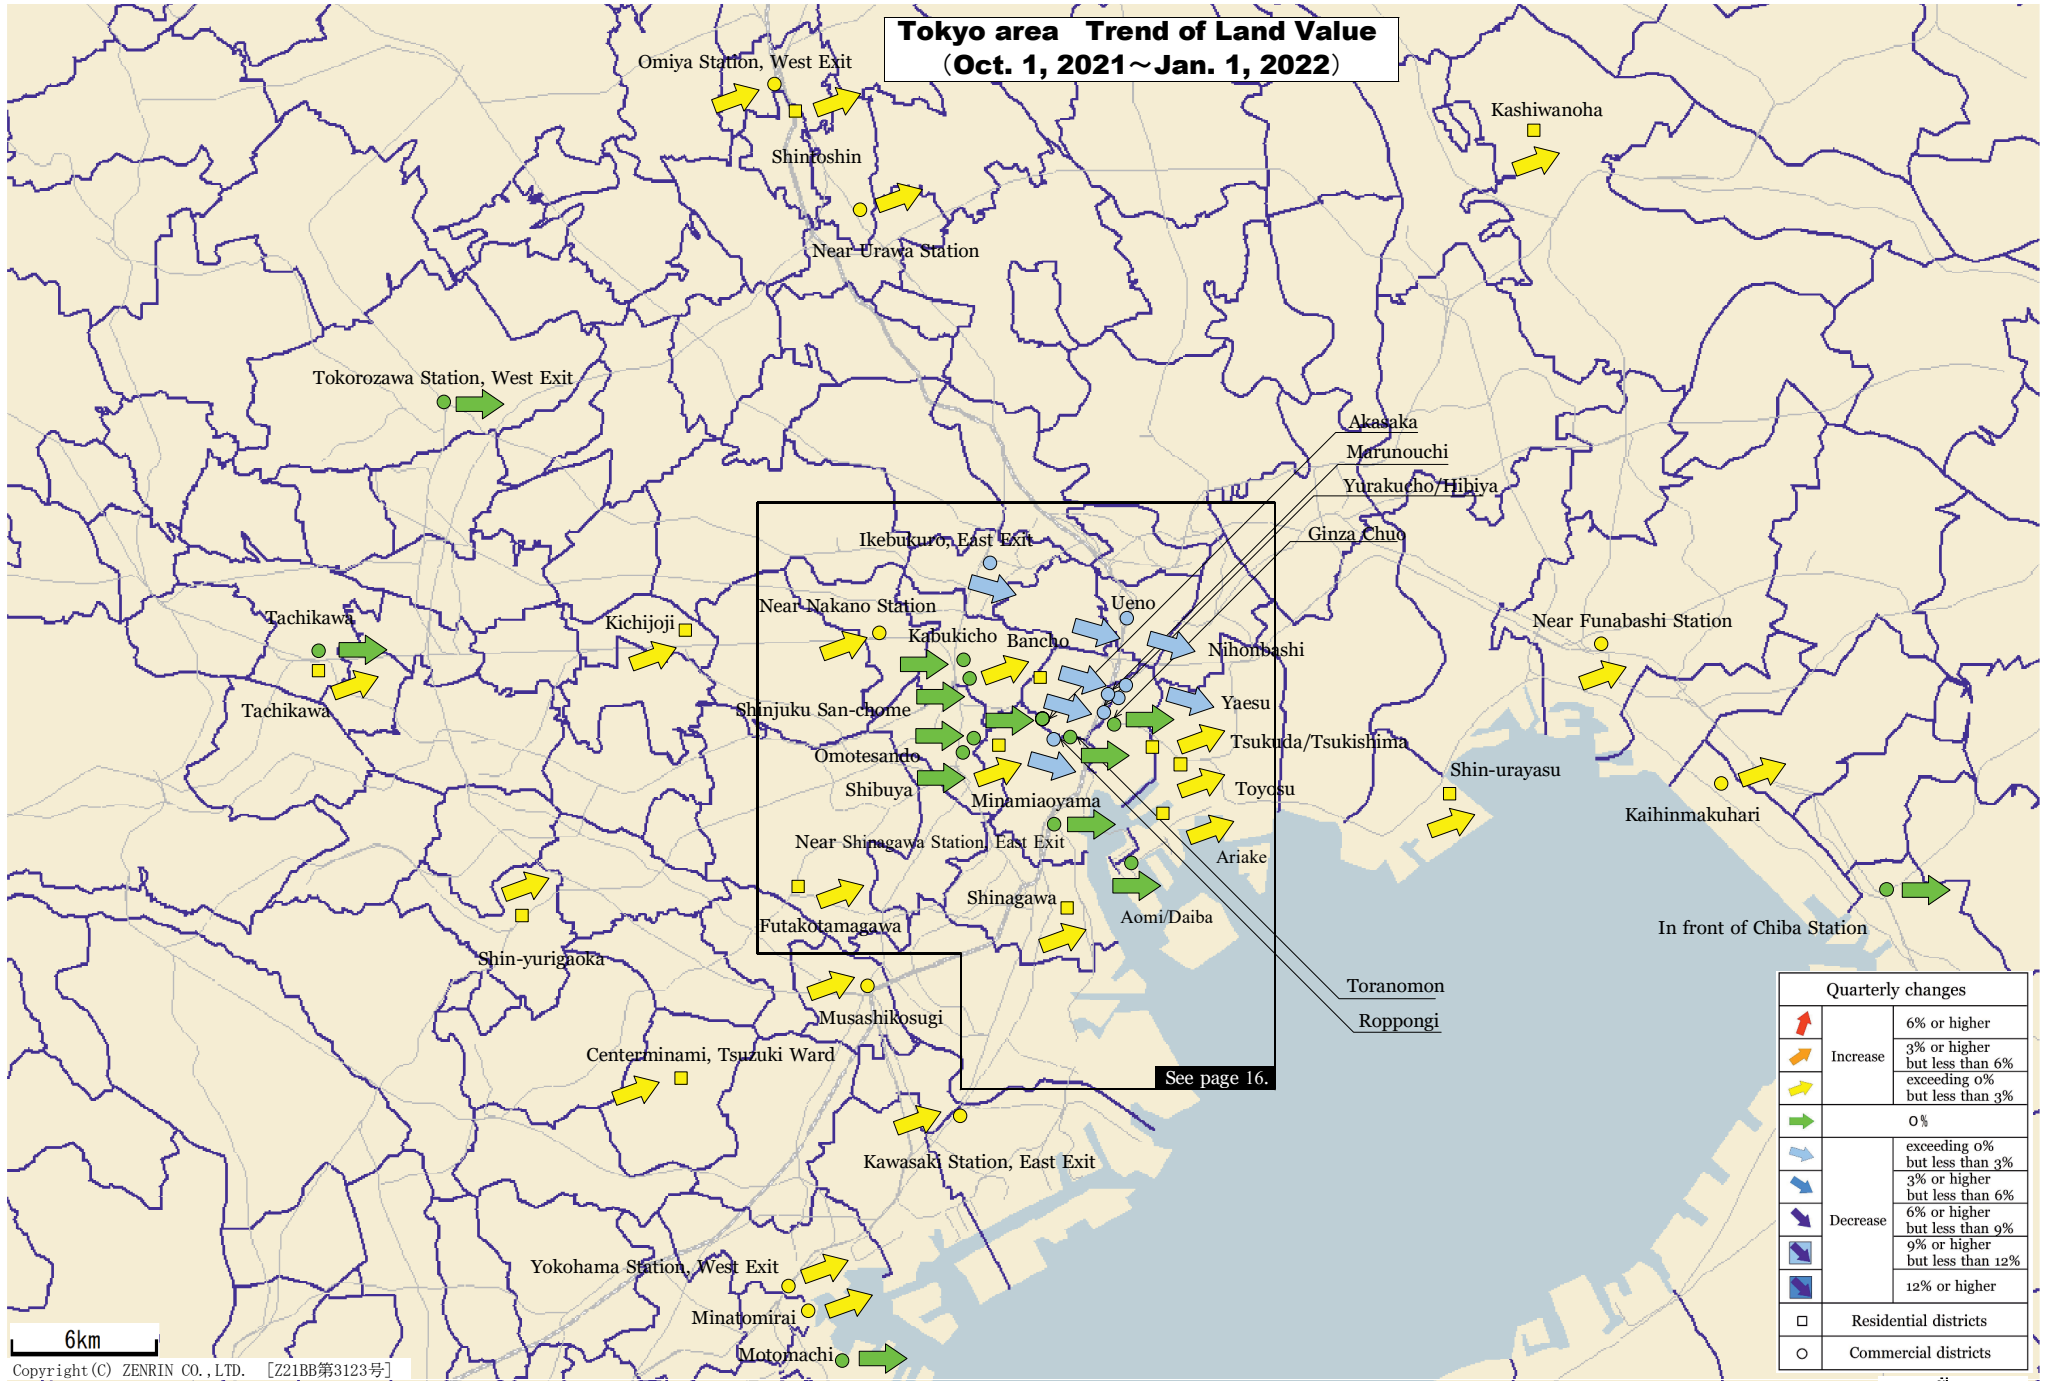 Tokyo area Trend of Land Value
（Oct. 1, 2021～Jan. 1, 2022）
Omiya Station, West Exit
Kashiwanoha
Shintoshin
Near Urawa Station
Tokorozawa Station, West Exit
Akasaka
Marunouchi
Yurakucho/Hibiya
Ginza Chuo
Ikebukuro, East Exit
Near Nakano Station
Ueno
Tachikawa
Kichijoji
Kabukicho
Bancho
Nihonbashi
Near Funabashi Station
Tachikawa
Shinjuku San-chome
Yaesu
Omotesando
Tsukuda/Tsukishima
Shibuya
Minamiaoyama
Toyosu
Shin-urayasu
Kaihinmakuhari
Near Shinagawa Station, East Exit
Ariake
Shinagawa
Aomi/Daiba
Futakotamagawa
In front of Chiba Station
Shin-yurigaoka
Toranomon
Musashikosugi
Roppongi
Centerminami, Tsuzuki Ward
See page 16.
Kawasaki Station, East Exit
Yokohama Station, West Exit
Minatomirai
Motomachi
Quarterly changes
Increase
6% or higher
3% or higher
but less than 6%
exceeding 0%
but less than 3%
0%
Decrease
exceeding 0%
but less than 3%
3% or higher
but less than 6%
6% or higher
but less than 9%
9% or higher
but less than 12%
12% or higher
Residential districts
Commercial districts
6km
Copyright(C) ZENRIN CO.,LTD. [Z21BB第3123号]